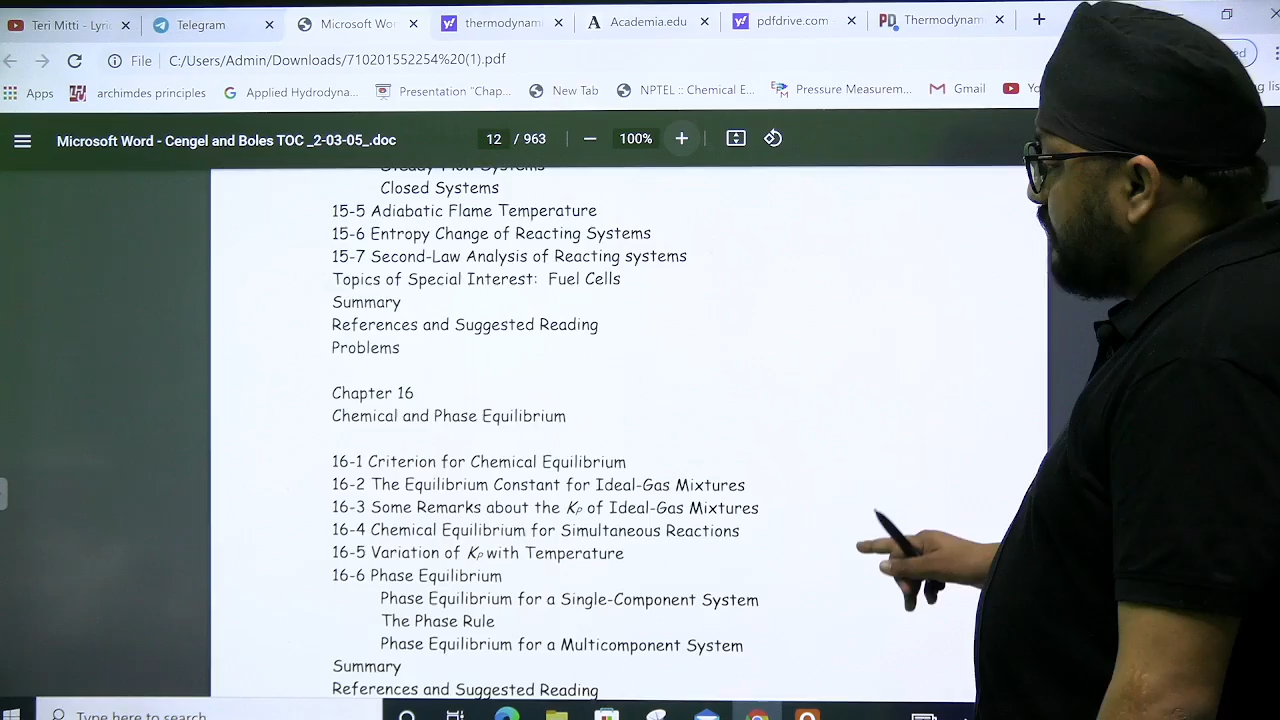 Teri Mitti - Lyric
Telegram
Microsoft Wo
thermodynam
Academia.edu
pdfdrive.com
Thermodynam
File C:/Users/Admin/Downloads/710201552254%20(1).pdf
Apps
archimdes principles
Applied Hydrodyna...
Presentation "Chap...
New Tab
NPTEL :: Chemical E...
Pressure Measurem...
Gmail
Microsoft Word - Cengel and Boles TOC _2-03-05_.doc
12 / 963
100%
Closed Systems
15-5 Adiabatic Flame Temperature
15-6 Entropy Change of Reacting Systems
15-7 Second-Law Analysis of Reacting systems
Topics of Special Interest: Fuel Cells
Summary
References and Suggested Reading
Problems
Chapter 16
Chemical and Phase Equilibrium
16-1 Criterion for Chemical Equilibrium
16-2 The Equilibrium Constant for Ideal-Gas Mixtures
16-3 Some Remarks about the KP of Ideal-Gas Mixtures
16-4 Chemical Equilibrium for Simultaneous Reactions
16-5 Variation of KP with Temperature
16-6 Phase Equilibrium
Phase Equilibrium for a Single-Component System
The Phase Rule
Phase Equilibrium for a Multicomponent System
Summary
References and Suggested Reading
Type here to search